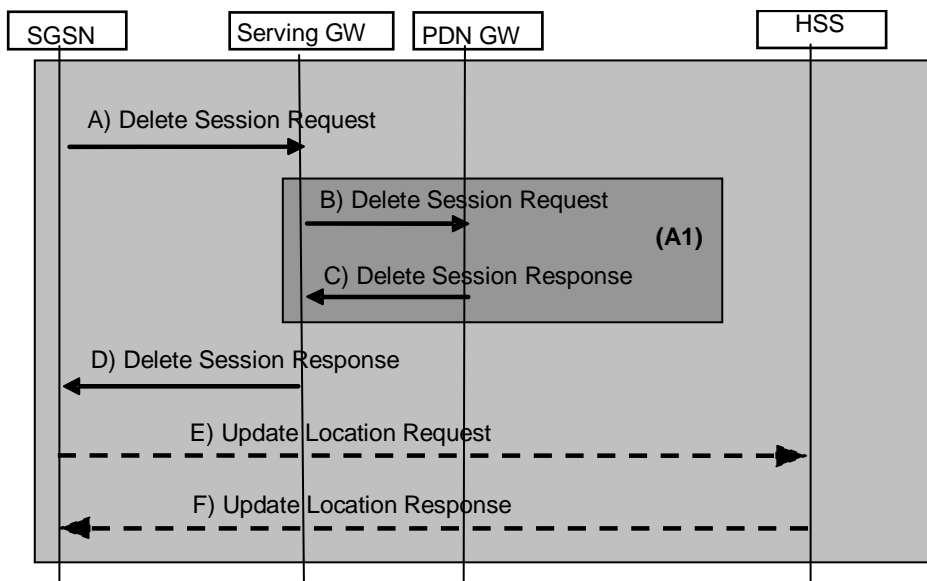 SGSN
Serving GW
PDN GW
HSS
A) Delete Session Request
B) Delete Session Request
(A1)
C) Delete Session Response
D) Delete Session Response
E) Update Location Request
F) Update Location Response